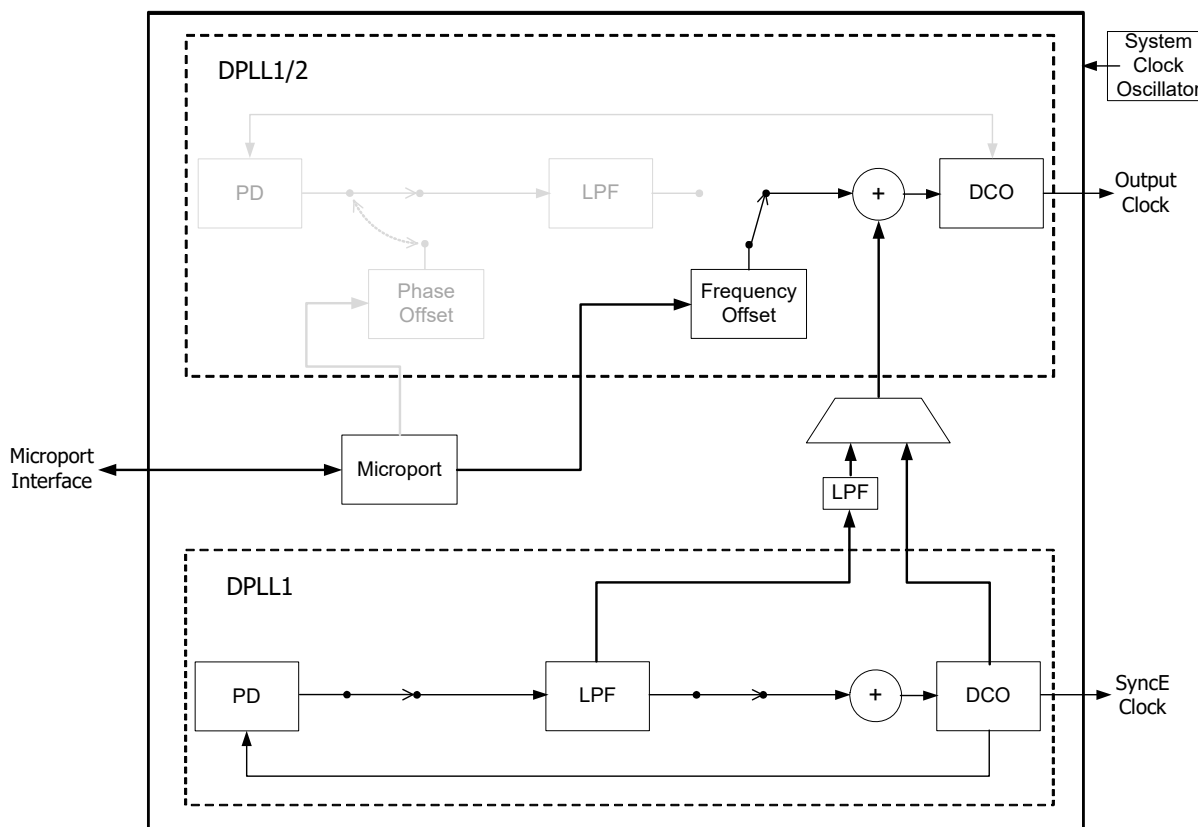 System
Clock
Oscillator
DPLL1/2
PD
LPF
+
DCO
Output
Clock
Phase
Offset
Frequency
Offset
Microport
Interface
Microport
LPF
DPLL1
PD
LPF
+
DCO
SyncE
Clock